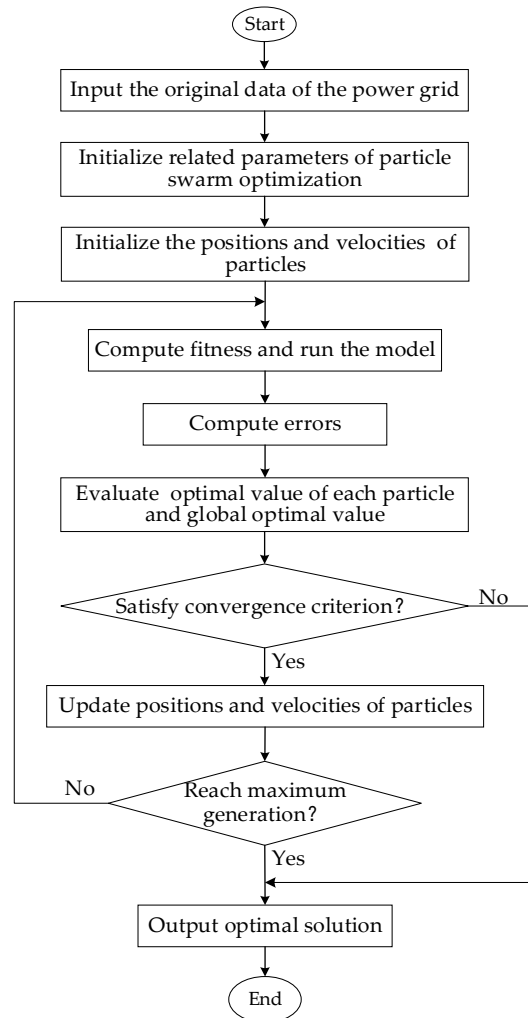 Start
Input the original data of the power grid
Initialize related parameters of particle
swarm optimization
Initialize the positions and velocities of
particles
Compute fitness and run the model
Compute errors
Evaluate optimal value of each particle
and global optimal value
Satisfy convergence criterion?
No
Yes
Update positions and velocities of particles
No
Reach maximum
generation?
Yes
Output optimal solution
End